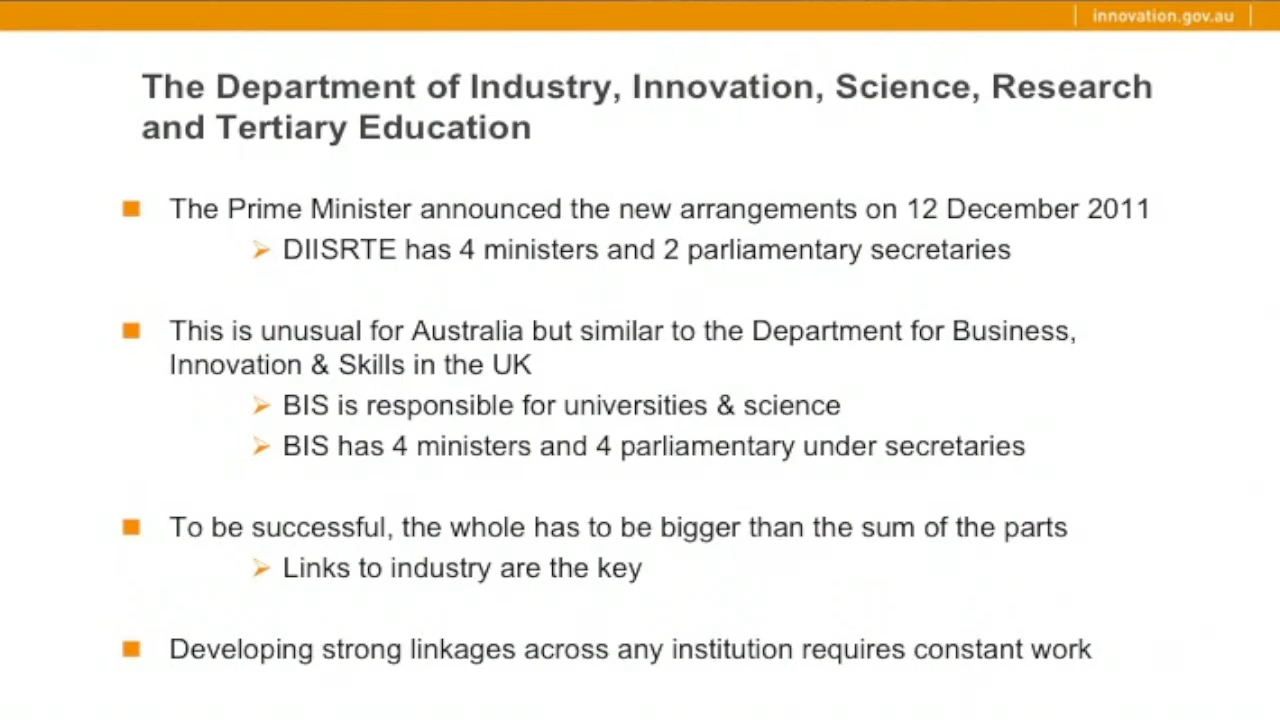 innovation.gov.au
The Department of Industry, Innovation, Science, Research
and Tertiary Education
The Prime Minister announced the new arrangements on 12 December 2011
DIISRTE has 4 ministers and 2 parliamentary secretaries
This is unusual for Australia but similar to the Department for Business,
Innovation & Skills in the UK
BIS is responsible for universities & science
BIS has 4 ministers and 4 parliamentary under secretaries
To be successful, the whole has to be bigger than the sum of the parts
Links to industry are the key
Developing strong linkages across any institution requires constant work